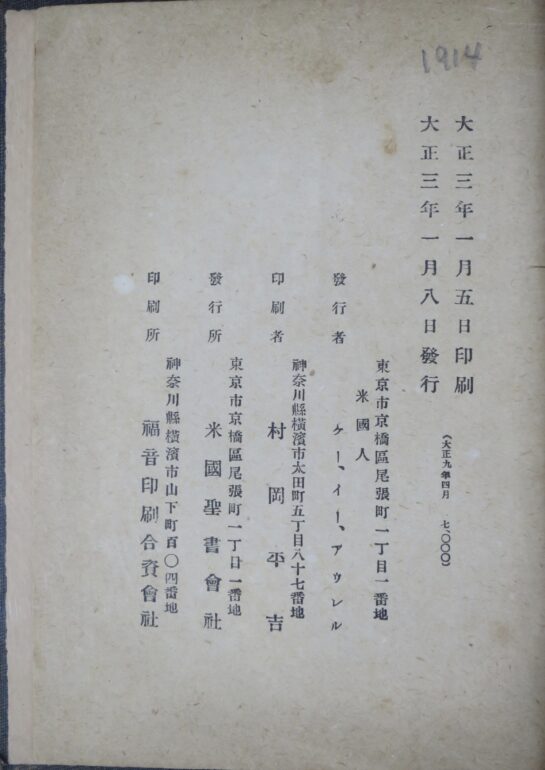 1914
大正三年一月五日印刷
大正三年一月八日發行
(大正九年四月 七、〇〇〇)
東京市京橋區尾張町一丁目一番地
米國人
發行者 ケー、イー、アウレル
神奈川縣橫濱市太田町五丁目八十七番地
印刷者 村岡平吉
東京市京橋區尾張町一丁目一番地
發行所 米國聖書會社
神奈川縣橫濱市山下町百〇四番地
印刷所 福音印刷合資會社